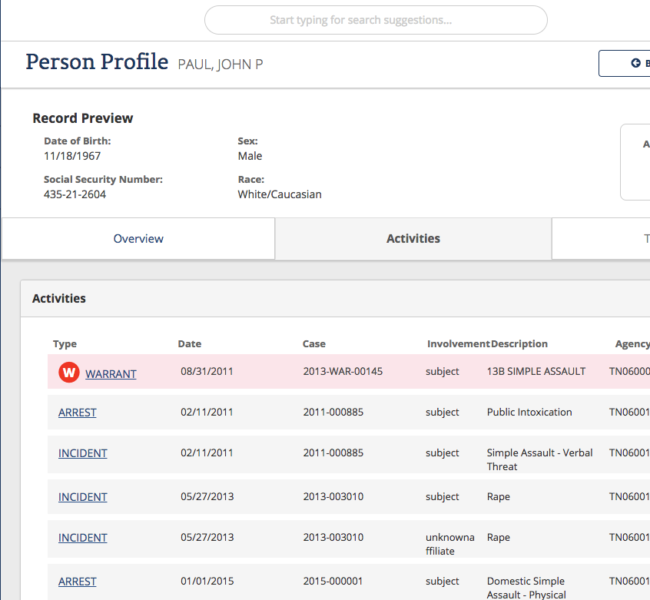 Start typing for search suggestions...
Person Profile PAUL, JOHN P
Record Preview
Date of Birth: Sex:
11/18/1967 Male
Social Security Number: Race:
435-21-2604 White/Caucasian
Overview Activities T
Activities
Type Date Case Involvement Description Agency
W WARRANT 08/31/2011 2013-WAR-00145 subject 13B SIMPLE ASSAULT TN06000
ARREST 02/11/2011 2011-000885 subject Public Intoxication TN06001
INCIDENT 02/11/2011 2011-000885 subject Simple Assault - Verbal TN06001
Threat
INCIDENT 05/27/2013 2013-003010 subject Rape TN06001
INCIDENT 05/27/2013 2013-003010 unknowna Rape TN06001
ffiliate
ARREST 01/01/2015 2015-000001 subject Domestic Simple TN06001
Assault - Physical